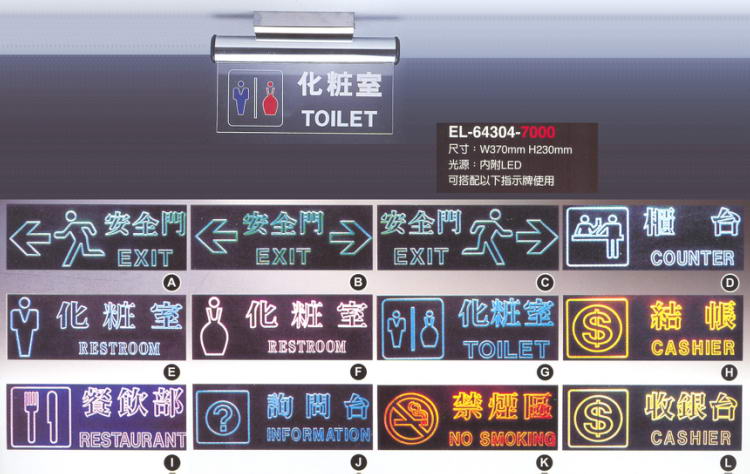 化粧室
TOILET
EL-64304-7000
尺寸：W370mm H230mm
光源：內附LED
可搭配以下指示牌使用
安全門
EXIT
A
安全門
EXIT
B
安全門
EXIT
C
櫃台
COUNTER
D
化粧室
RESTROOM
E
化粧室
RESTROOM
F
化粧室
TOILET
G
結帳
CASHIER
H
餐飲部
RESTAURANT
I
詢問台
INFORMATION
J
禁煙區
NO SMOKING
K
收銀台
CASHIER
L